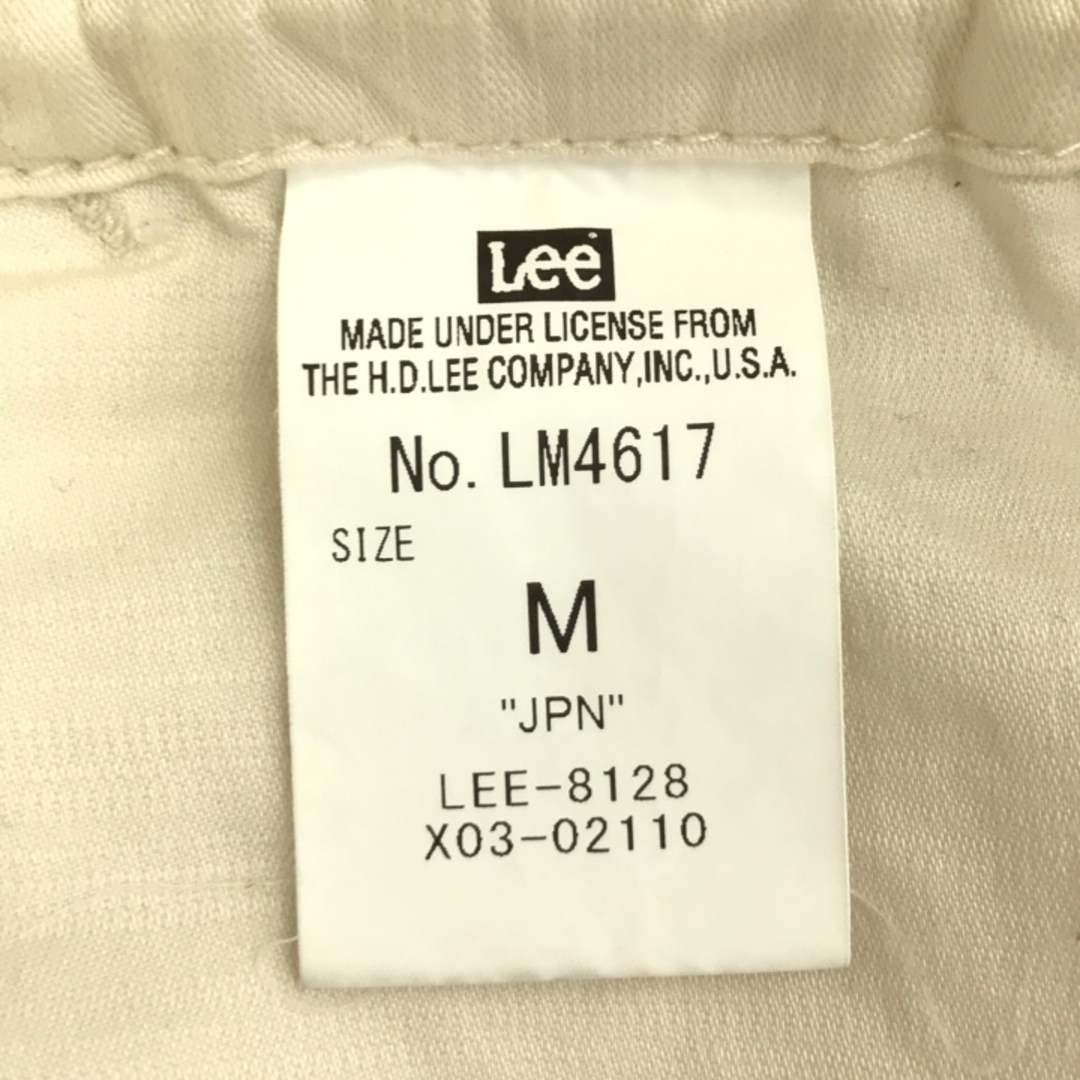 Lee
MADE UNDER LICENSE FROM
THE H.D.LEE COMPANY,INC.,U.S.A.
No. LM4617
SIZE
M
"JPN"
LEE-8128
X03-02110